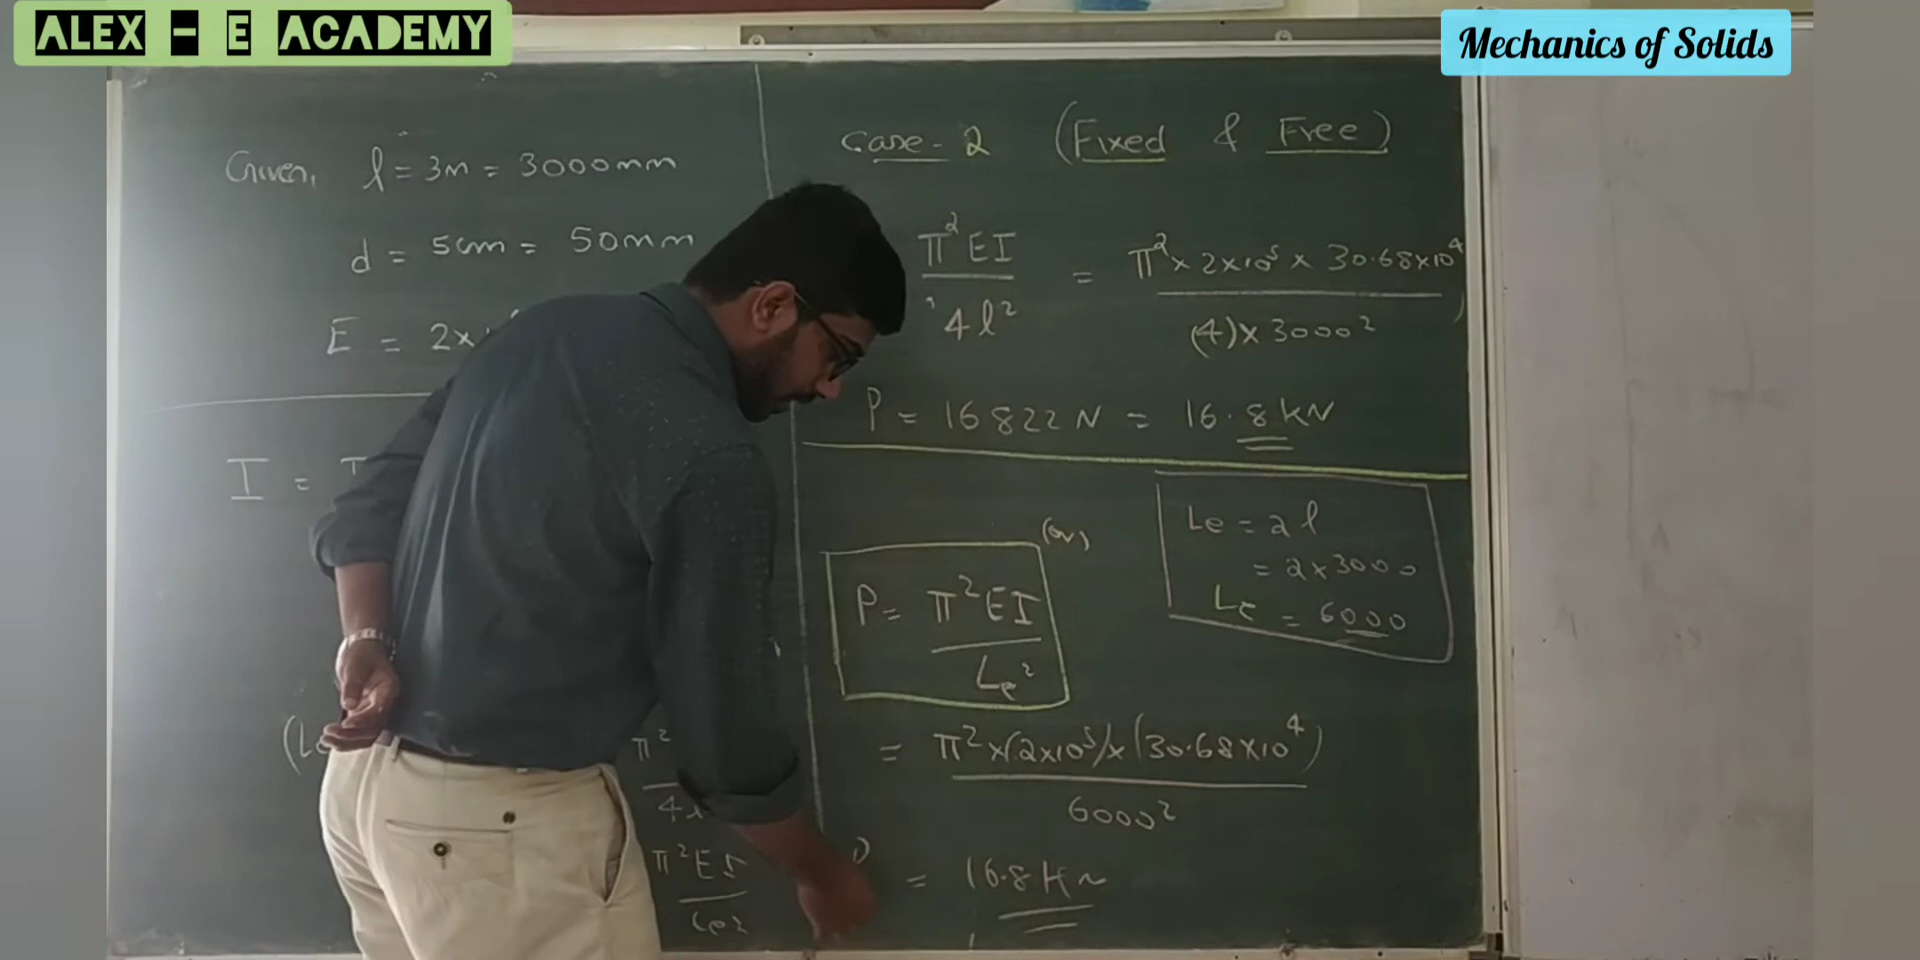 ALEX - E ACADEMY
Mechanics of Solids
Given, l = 3m = 3000mm
d = 5cm = 50mm
E = 2x
I =
(Le
π²
4
π²EI
Le²
Case - 2 (Fixed & Free)
π²EI / 4l² = π² x 2x10⁵ x 30.68x10⁴ / (4)x 3000²
P = 16822 N = 16.8 kN
(or)
P = π²EI / Le²
Le = 2l
= 2x3000
Le = 6000
= π² x(2x10⁵)x(30.68x10⁴) / 6000²
P = 16.8 kN